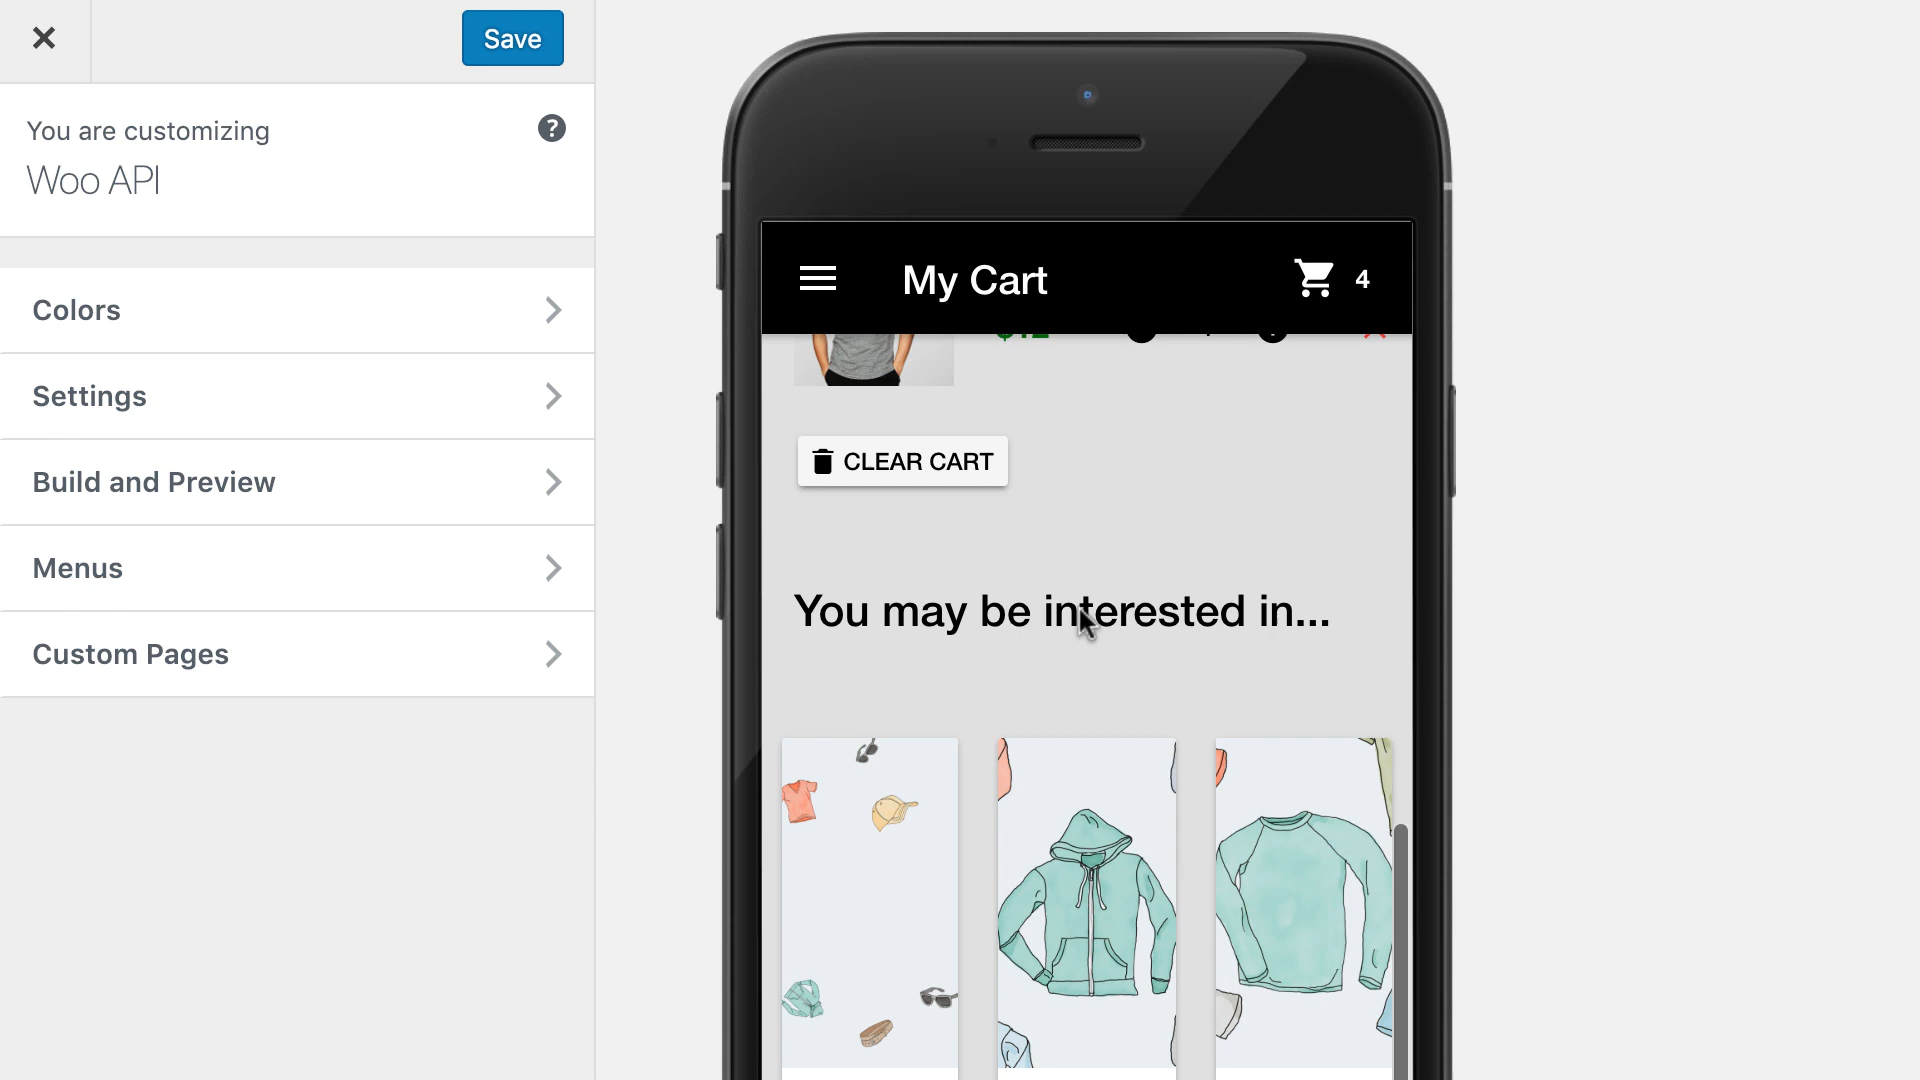 Save
You are customizing
?
Woo API
Colors
Settings
Build and Preview
Menus
Custom Pages
My Cart
4
CLEAR CART
You may be interested in...